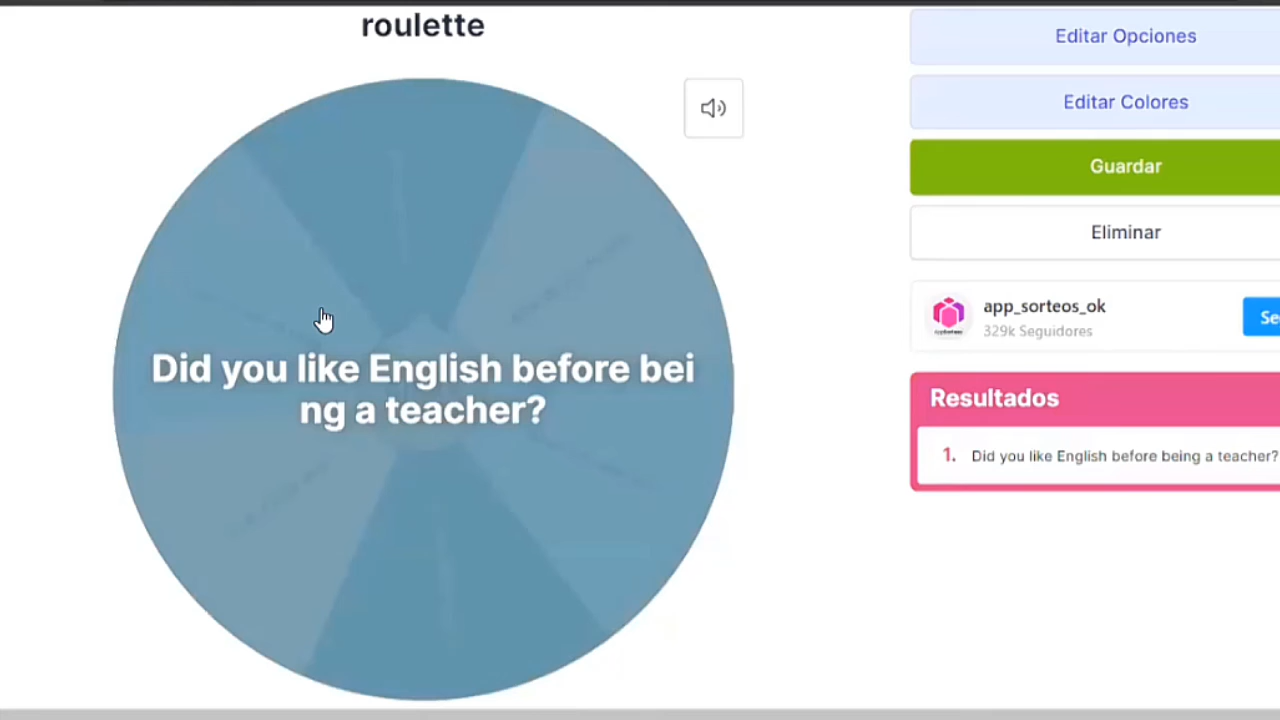 roulette
Editar Opciones
Editar Colores
Guardar
Eliminar
app_sorteos_ok
329k Seguidores
Se
Did you like English before bei
ng a teacher?
Resultados
1. Did you like English before being a teacher?